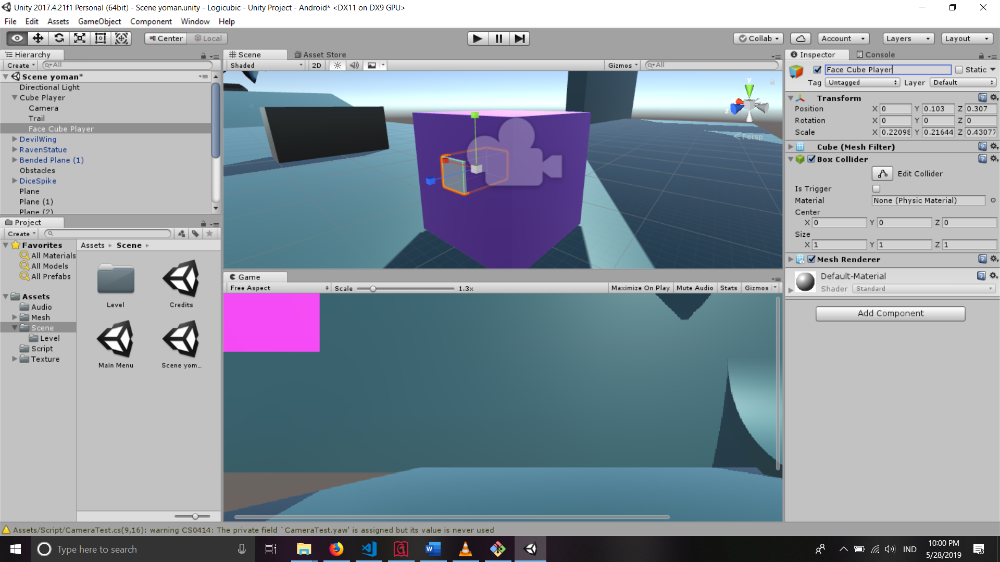 Unity 2017.4.21f1 Personal (64bit) - Scene yoman.unity - Logicubic - Unity Project - Android* <DX11 on DX9 GPU>
File Edit Assets GameObject Component Window Help
Center Local
Collab Account Layers Layout
Hierarchy
Create All
Scene yoman*
Directional Light
Cube Player
Camera
Trail
Face Cube Player
DevilWing
RavenStatue
Bended Plane (1)
Obstacles
DiceSpike
Plane
Plane (1)
Plane (2)
Project
Create
Favorites
All Materials
All Models
All Prefabs
Assets
Audio
Mesh
Scene
Level
Script
Texture
Assets Scene
Level
Credits
Main Menu
Scene yom...
Scene Asset Store
Shaded 2D Gizmos All
y
z
Persp
Game
Free Aspect Scale 1.3x Maximize On Play Mute Audio Stats Gizmos
Inspector Console
Face Cube Player Static
Tag Untagged Layer Default
Transform
Position X 0 Y 0.103 Z 0.307
Rotation X 0 Y 0 Z 0
Scale X 0.22098 Y 0.21644 Z 0.43077
Cube (Mesh Filter)
Box Collider
Edit Collider
Is Trigger
Material None (Physic Material)
Center
X 0 Y 0 Z 0
Size
X 1 Y 1 Z 1
Mesh Renderer
Default-Material
Shader Standard
Add Component
Assets/Script/CameraTest.cs(9,16): warning CS0414: The private field `CameraTest.yaw' is assigned but its value is never used
Type here to search
IND
10:00 PM
5/28/2019